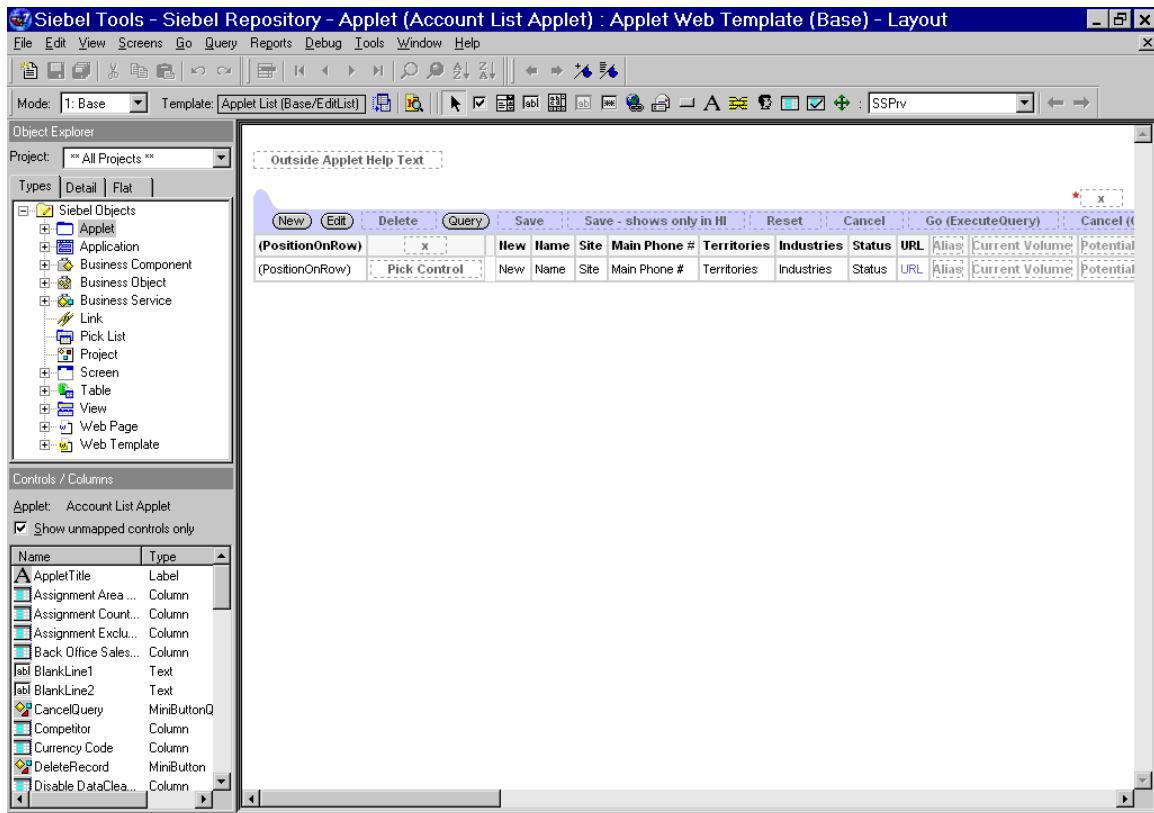 Siebel Tools - Siebel Repository - Applet (Account List Applet) : Applet Web Template (Base) - Layout
File Edit View Screens Go Query Reports Debug Tools Window Help
Mode: 1: Base Template: Applet List (Base/EditList) SSPrv
Object Explorer
Project: ** All Projects **
Types Detail Flat
Siebel Objects
Applet
Application
Business Component
Business Object
Business Service
Link
Pick List
Project
Screen
Table
View
Web Page
Web Template
Controls / Columns
Applet: Account List Applet
Show unmapped controls only
Name Type
AppletTitle Label
Assignment Area ... Column
Assignment Count... Column
Assignment Exclu... Column
Back Office Sales... Column
BlankLine1 Text
BlankLine2 Text
CancelQuery MiniButtonQ
Competitor Column
Currency Code Column
DeleteRecord MiniButton
Disable DataClea... Column
Outside Applet Help Text
* x
New Edit Delete Query Save Save - shows only in HI Reset Cancel Go (ExecuteQuery) Cancel (
(PositionOnRow) x New Name Site Main Phone # Territories Industries Status URL Alias Current Volume Potential
(PositionOnRow) Pick Control New Name Site Main Phone # Territories Industries Status URL Alias Current Volume Potential